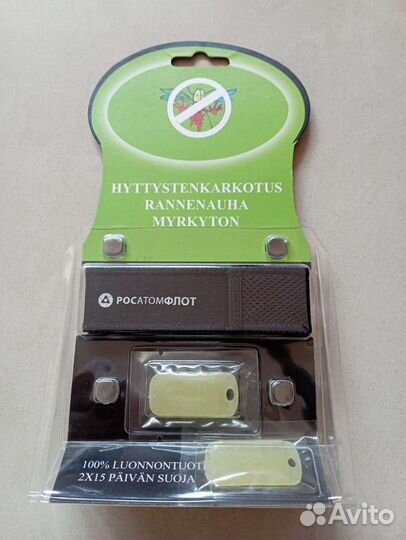 HYTTYSTENKARKOTUS
RANNENAUHA
MYRKYTON
РОСАТОМФЛОТ
100% LUONNONTUOTE
2X15 PÄIVÄN SUOJA
Avito